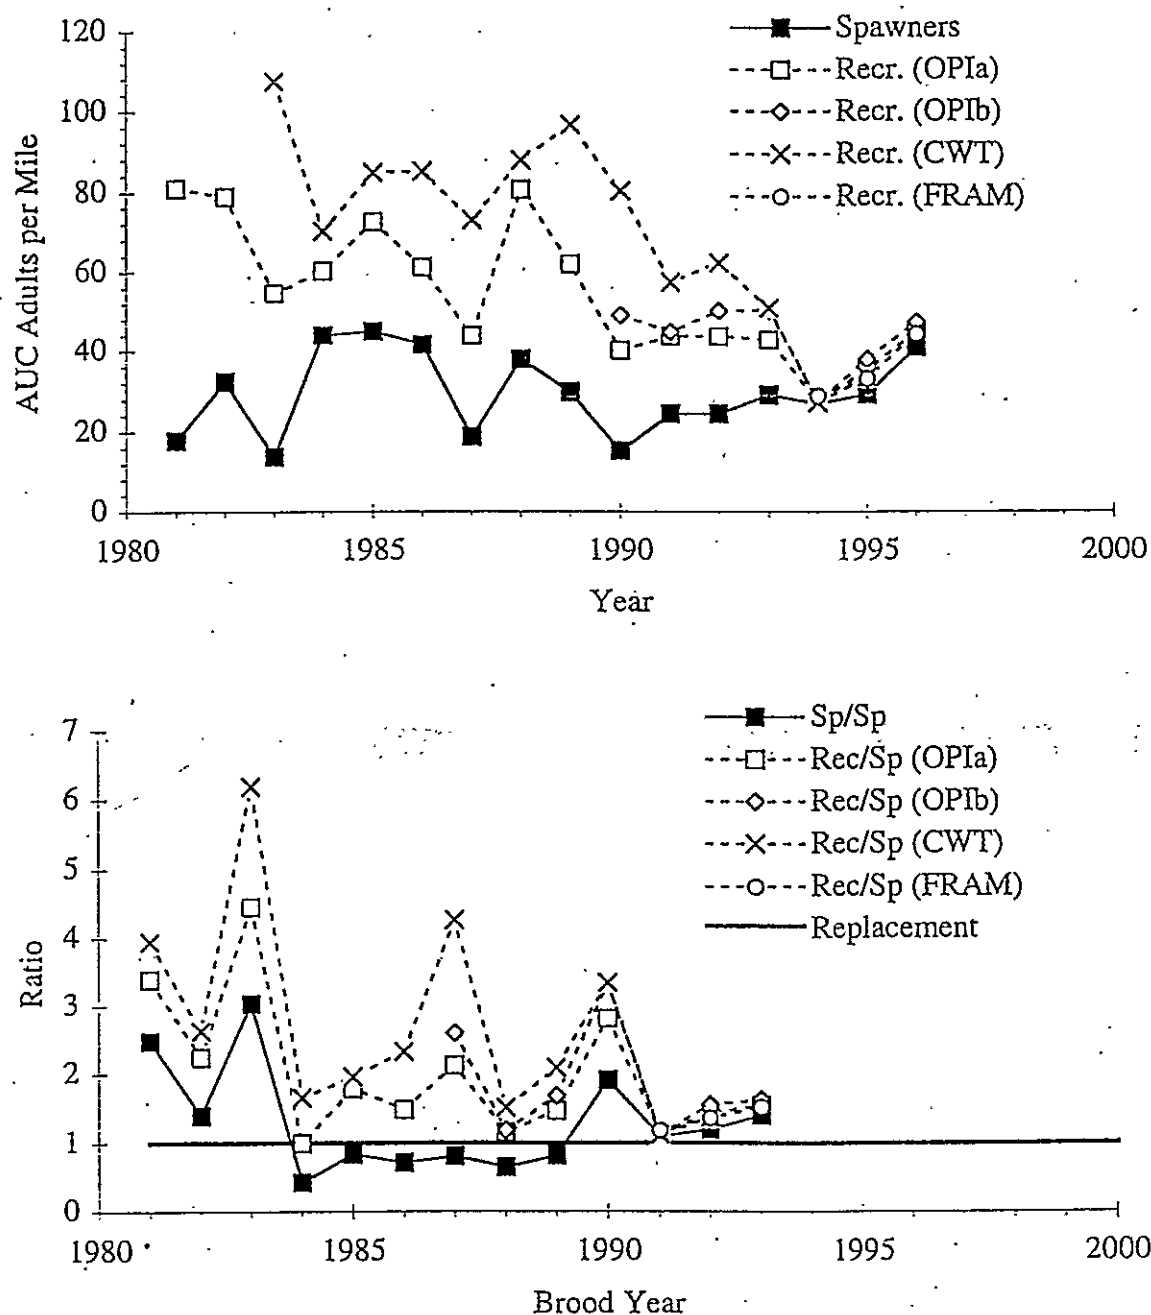 Spawners
Recr. (OPIa)
Recr. (OPIb)
Recr. (CWT)
Recr. (FRAM)
AUC Adults per Mile
120
100
80
60
40
20
0
1980 1985 1990 1995 2000
Year
Sp/Sp
Rec/Sp (OPIa)
Rec/Sp (OPIb)
Rec/Sp (CWT)
Rec/Sp (FRAM)
Replacement
Ratio
7
6
5
4
3
2
1
0
1980 1985 1990 1995 2000
Brood Year